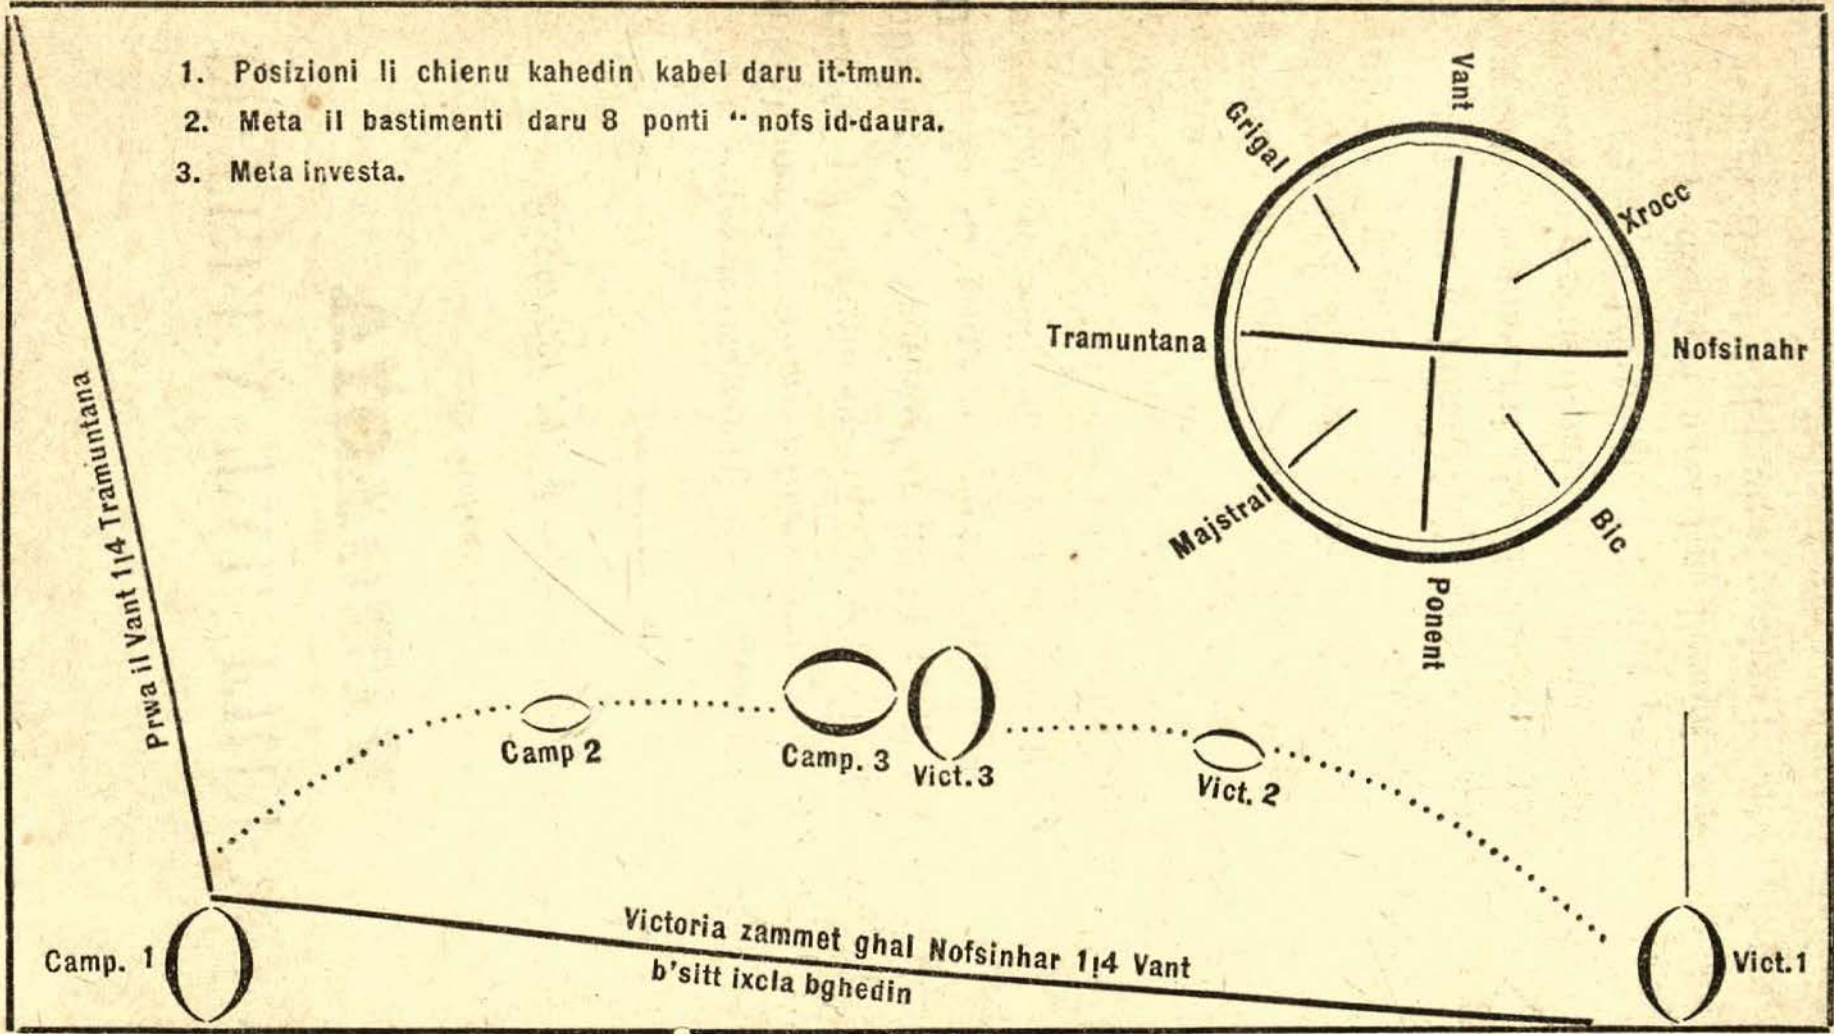 1. Posizioni li chienu kahedin kabel daru it-tmun.
2. Meta il bastimenti daru 8 ponti “ nofs id-daura.
3. Meta investa.
Vant
Grigal
Xrocc
Tramuntana
Nofsinahr
Majstral
Bic
Ponent
Prwa il Vant 1|4 Tramuntana
Camp 2
Camp. 3
Vict. 3
Vict. 2
Camp. 1
Victoria zammet ghal Nofsinhar 1|4 Vant
b'sitt ixcla bghedin
Vict. 1